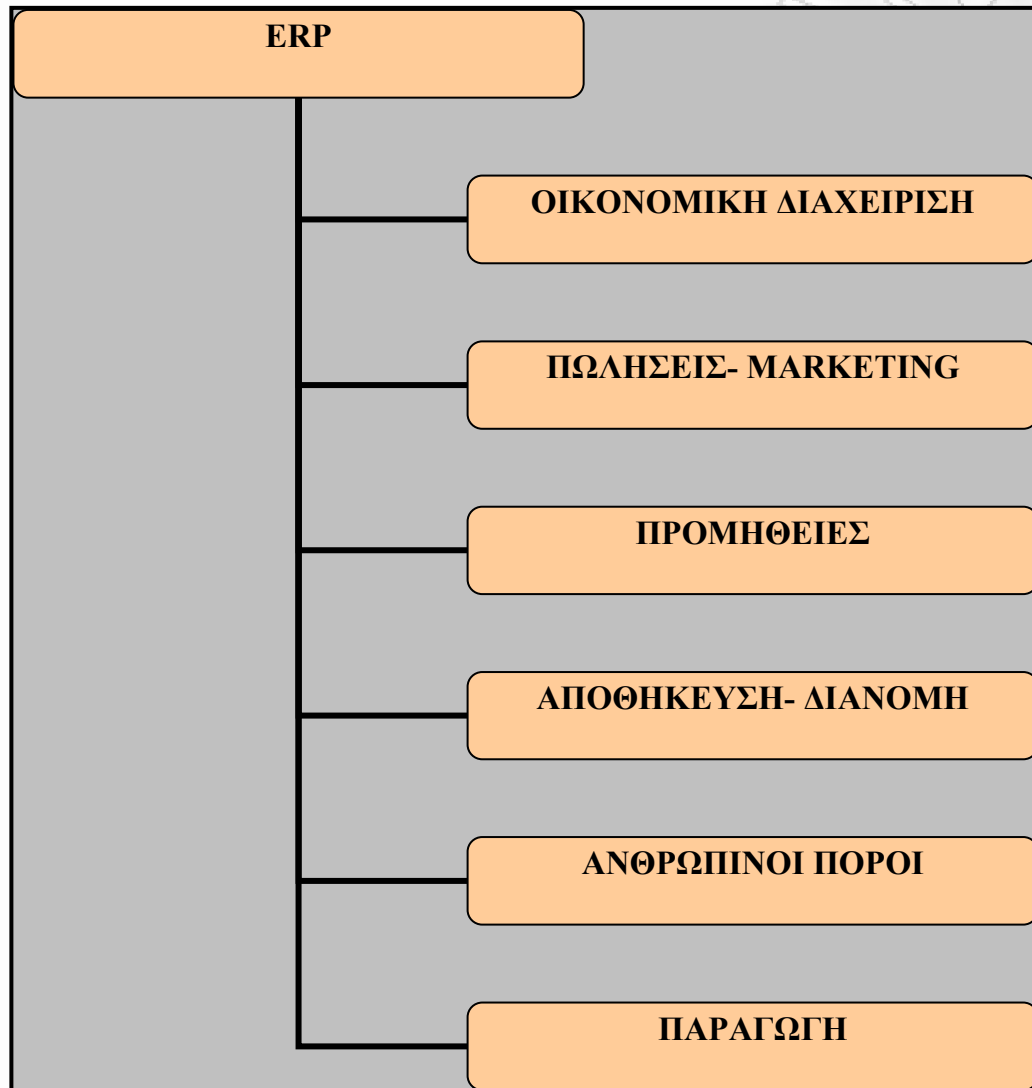 ERP
ΟΙΚΟΝΟΜΙΚΗ ΔΙΑΧΕΙΡΙΣΗ
ΠΩΛΗΣΕΙΣ- MARKETING
ΠΡΟΜΗΘΕΙΕΣ
ΑΠΟΘΗΚΕΥΣΗ- ΔΙΑΝΟΜΗ
ΑΝΘΡΩΠΙΝΟΙ ΠΟΡΟΙ
ΠΑΡΑΓΩΓΗ